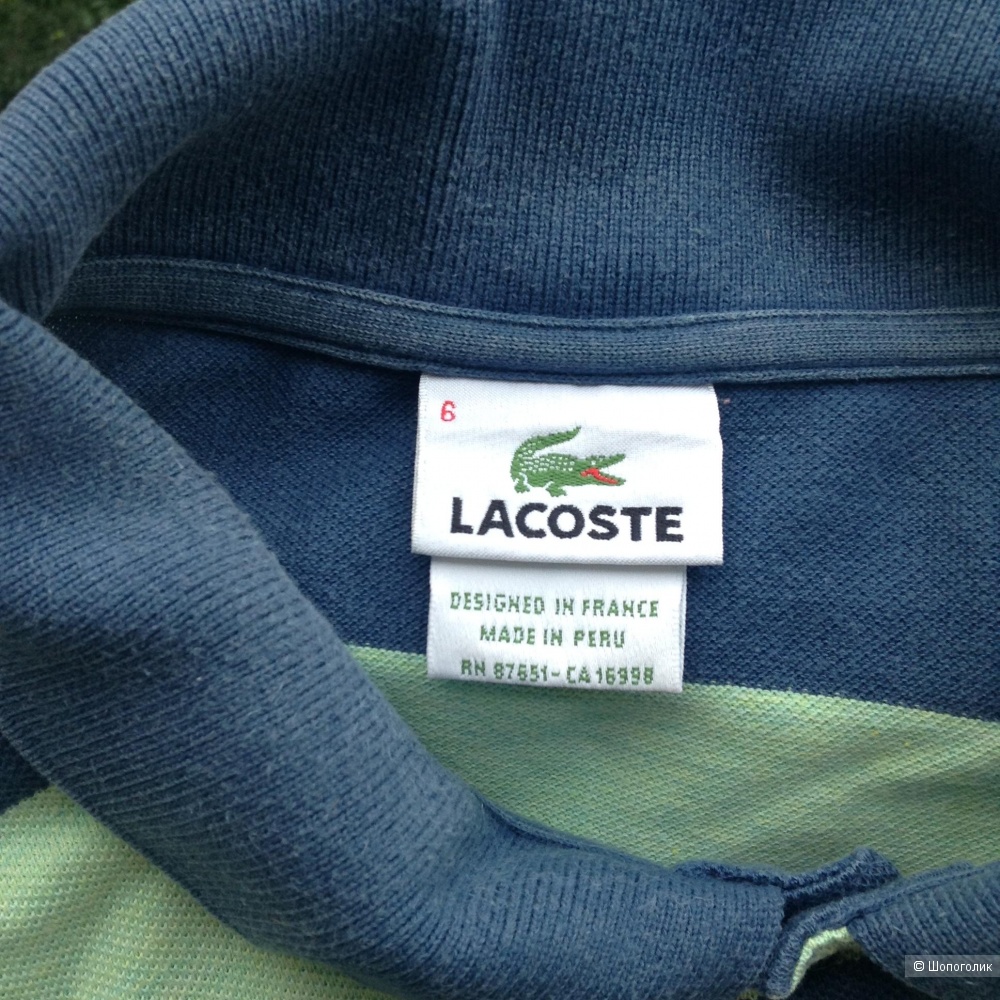 6
LACOSTE
DESIGNED IN FRANCE
MADE IN PERU
RN 87651-CA 16998
© Шопоголик